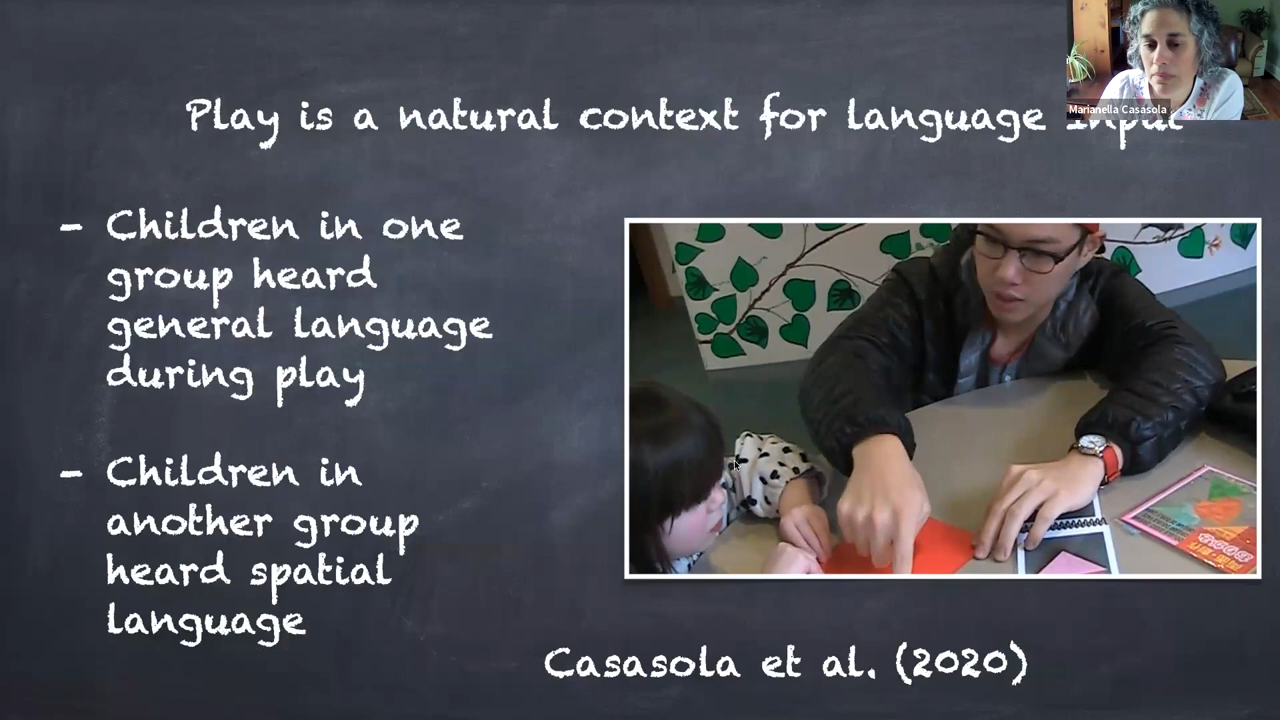 Play is a natural context for language input
Marianella Casasola
- Children in one
group heard
general language
during play
- Children in
another group
heard spatial
language
Casasola et al. (2020)